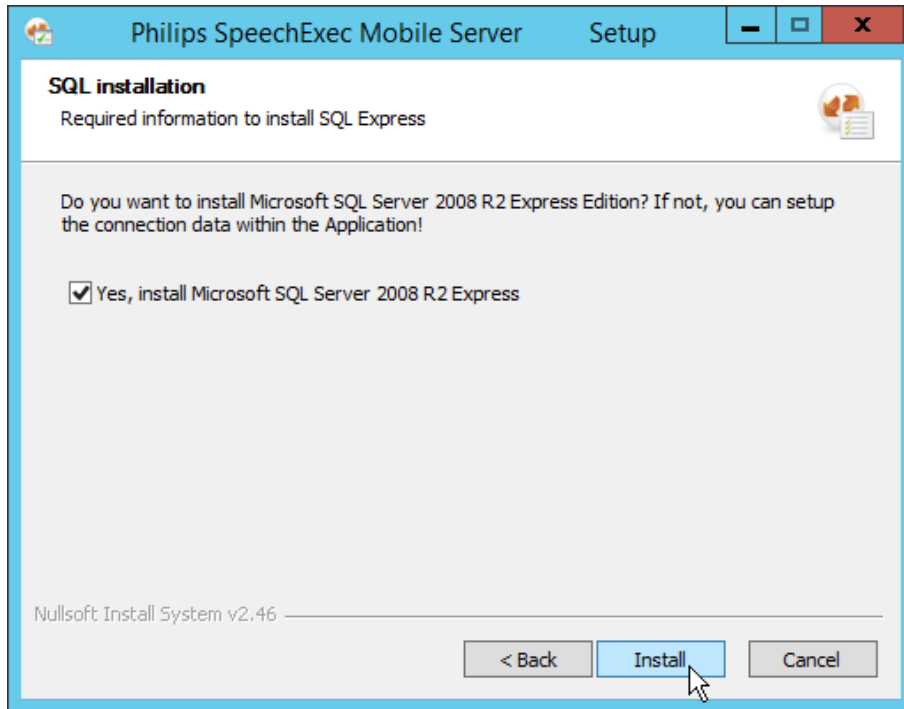 Philips SpeechExec Mobile Server Setup
SQL installation
Required information to install SQL Express
Do you want to install Microsoft SQL Server 2008 R2 Express Edition? If not, you can setup
the connection data within the Application!
Yes, install Microsoft SQL Server 2008 R2 Express
Nullsoft Install System v2.46
< Back Install Cancel